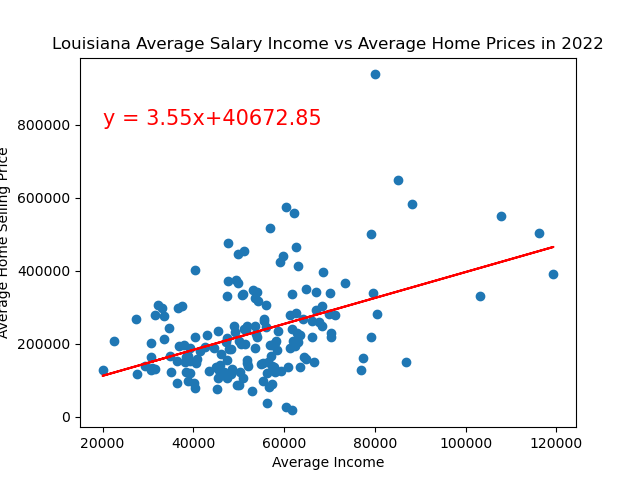 Louisiana Average Salary Income vs Average Home Prices in 2022
y = 3.55x+40672.85
Average Home Selling Price
800000
600000
400000
200000
0
20000 40000 60000 80000 100000 120000
Average Income